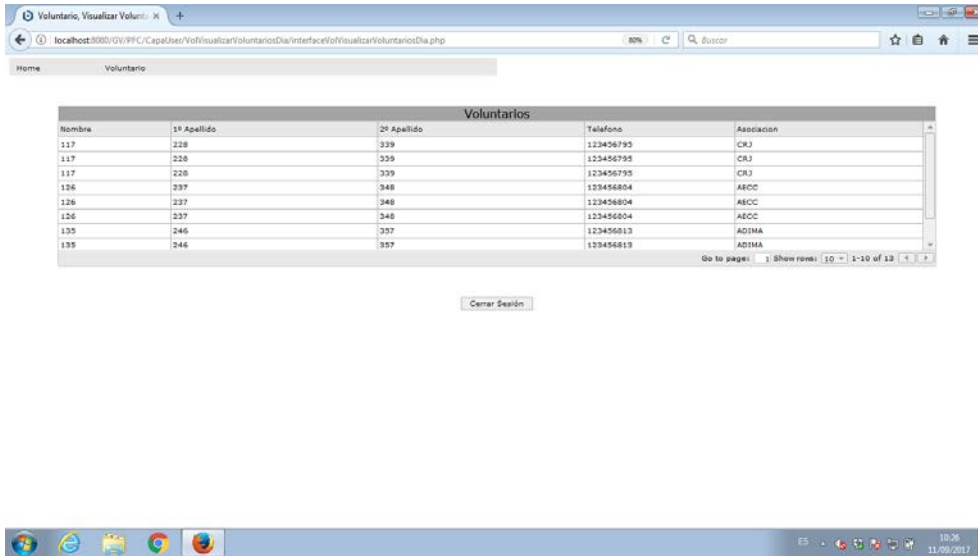 Voluntario, Visualizar Volunta
localhost:8080/GV/PFC/CapaUser/VolVisualizarVoluntariosDia/interfaceVolVisualizarVoluntariosDia.php 80% Buscar
Home Voluntario
Voluntarios
Nombre 1º Apellido 2º Apellido Telefono Asociacion
117 228 339 123456795 CRJ
117 228 339 123456795 CRJ
117 228 339 123456795 CRJ
126 237 348 123456804 AECC
126 237 348 123456804 AECC
126 237 348 123456804 AECC
135 246 357 123456813 ADIMA
135 246 357 123456813 ADIMA
Go to page: 1 Show rows: 10 1-10 of 13
Cerrar Sesión
ES 10:26
11/09/2017